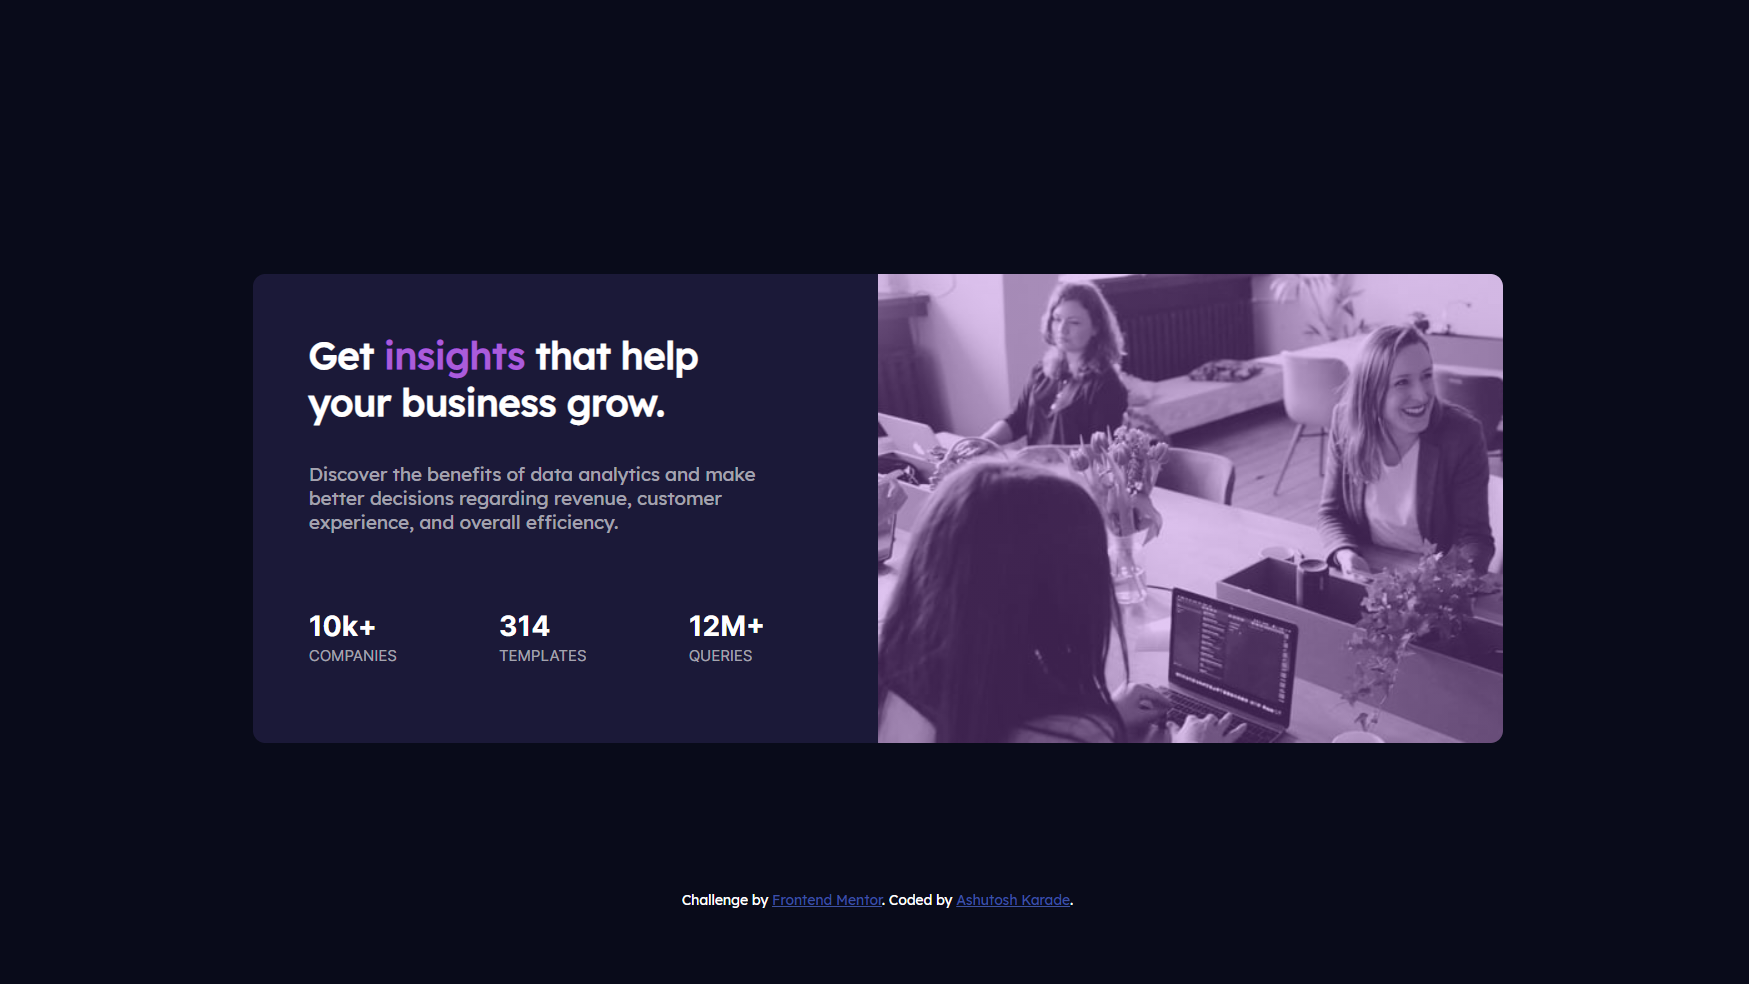 Get insights that help
your business grow.
Discover the benefits of data analytics and make
better decisions regarding revenue, customer
experience, and overall efficiency.
10k+ 314 12M+
COMPANIES TEMPLATES QUERIES
Challenge by Frontend Mentor. Coded by Ashutosh Karade.